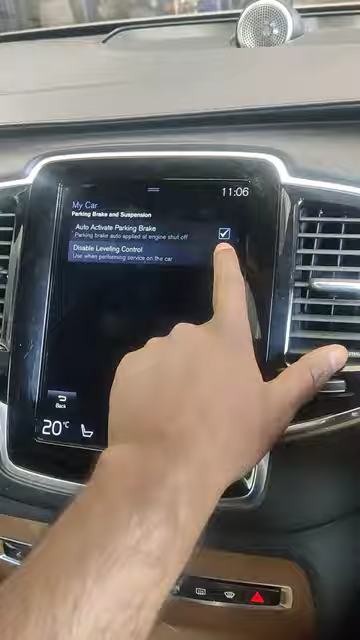 11:06
My Car
Parking Brake and Suspension
Auto Activate Parking Brake
Parking brake auto applied at engine shut off
Disable Leveling Control
Use when performing service on the car
Back
20°C